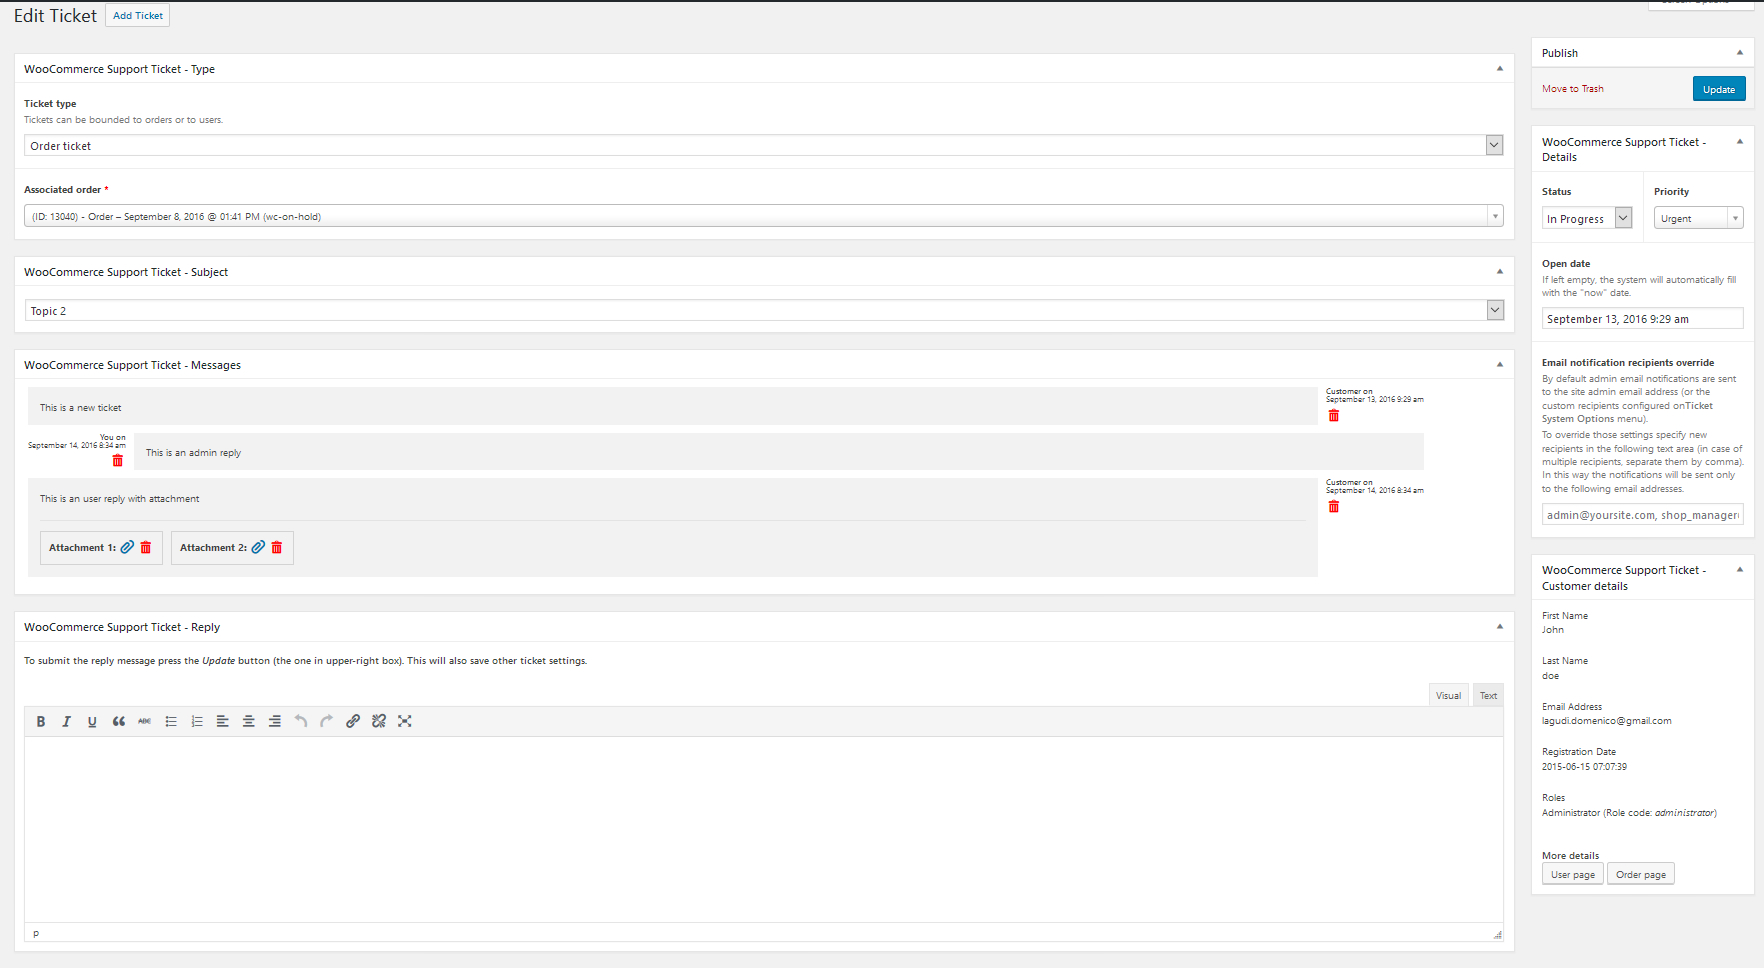 Edit Ticket
Add Ticket
WooCommerce Support Ticket - Type
Ticket type
Tickets can be bounded to orders or to users.
Order ticket
Associated order *
(ID: 13040) - Order – September 8, 2016 @ 01:41 PM (wc-on-hold)
WooCommerce Support Ticket - Subject
Topic 2
WooCommerce Support Ticket - Messages
This is a new ticket
Customer on
September 13, 2016 9:29 am
You on
September 14, 2016 8:34 am
This is an admin reply
This is an user reply with attachment
Customer on
September 14, 2016 8:34 am
Attachment 1:
Attachment 2:
WooCommerce Support Ticket - Reply
To submit the reply message press the Update button (the one in upper-right box). This will also save other ticket settings.
Visual
Text
B I U ABC
p
Publish
Move to Trash
Update
WooCommerce Support Ticket -
Details
Status
Priority
In Progress
Urgent
Open date
If left empty, the system will automatically fill
with the "now" date.
September 13, 2016 9:29 am
Email notification recipients override
By default admin email notifications are sent
to the site admin email address (or the
custom recipients configured onTicket
System Options menu).
To override those settings specify new
recipients in the following text area (in case of
multiple recipients, separate them by comma).
In this way the notifications will be sent only
to the following email addresses.
admin@yoursite.com, shop_manager
WooCommerce Support Ticket -
Customer details
First Name
John
Last Name
doe
Email Address
lagudi.domenico@gmail.com
Registration Date
2015-06-15 07:07:39
Roles
Administrator (Role code: administrator)
More details
User page
Order page